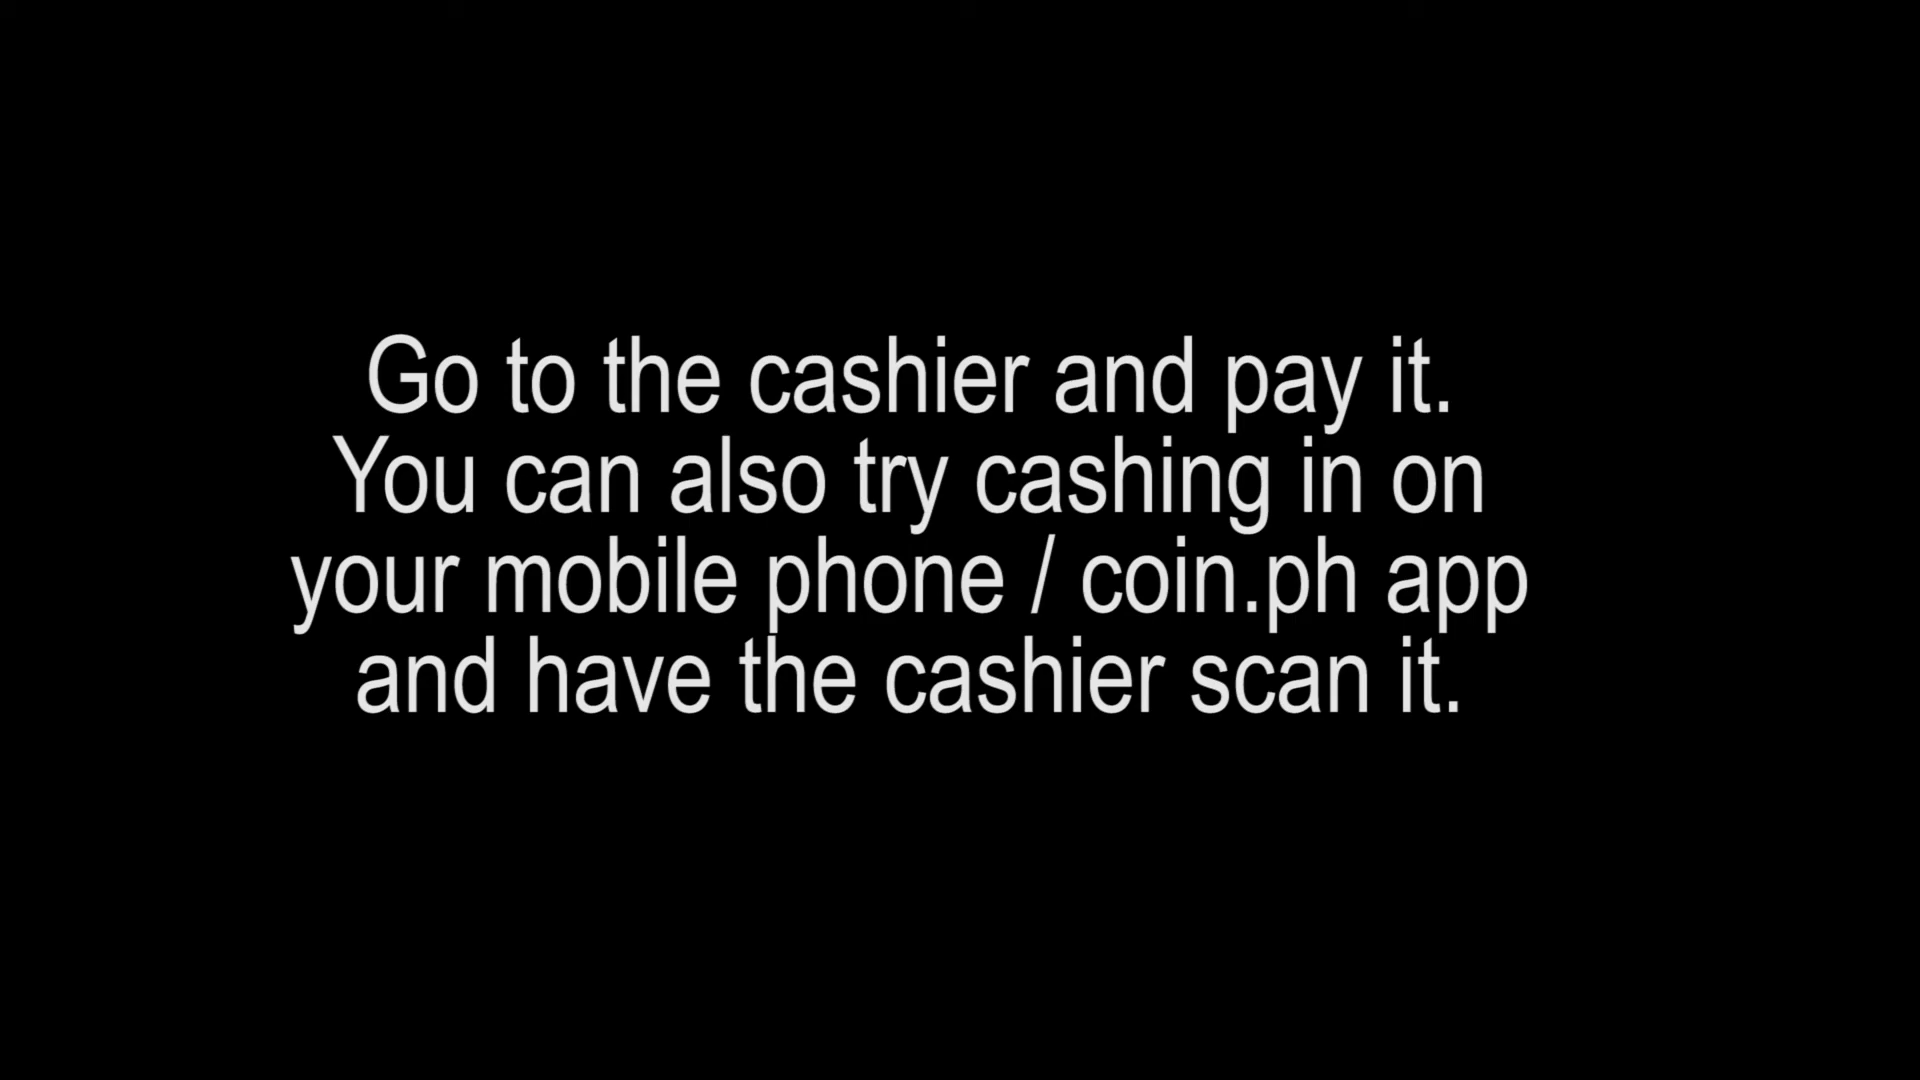 Go to the cashier and pay it.
You can also try cashing in on
your mobile phone / coin.ph app
and have the cashier scan it.